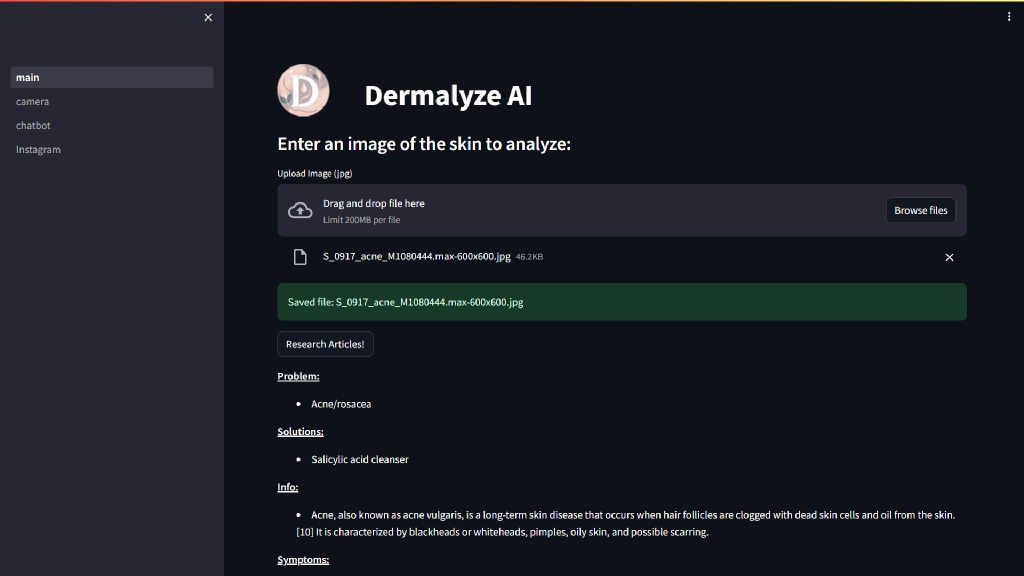 main
camera
chatbot
Instagram
D
Dermalyze AI
Enter an image of the skin to analyze:
Upload Image (jpg)
Drag and drop file here
Limit 200MB per file
Browse files
S_0917_acne_M1080444.max-600x600.jpg 46.2KB
Saved file: S_0917_acne_M1080444.max-600x600.jpg
Research Articles!
Problem:
• Acne/rosacea
Solutions:
• Salicylic acid cleanser
Info:
• Acne, also known as acne vulgaris, is a long-term skin disease that occurs when hair follicles are clogged with dead skin cells and oil from the skin.
[10] It is characterized by blackheads or whiteheads, pimples, oily skin, and possible scarring.
Symptoms: